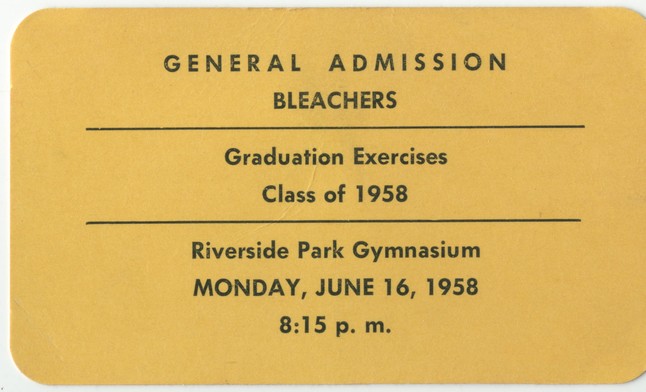 GENERAL ADMISSION
BLEACHERS
Graduation Exercises
Class of 1958
Riverside Park Gymnasium
MONDAY, JUNE 16, 1958
8:15 p. m.